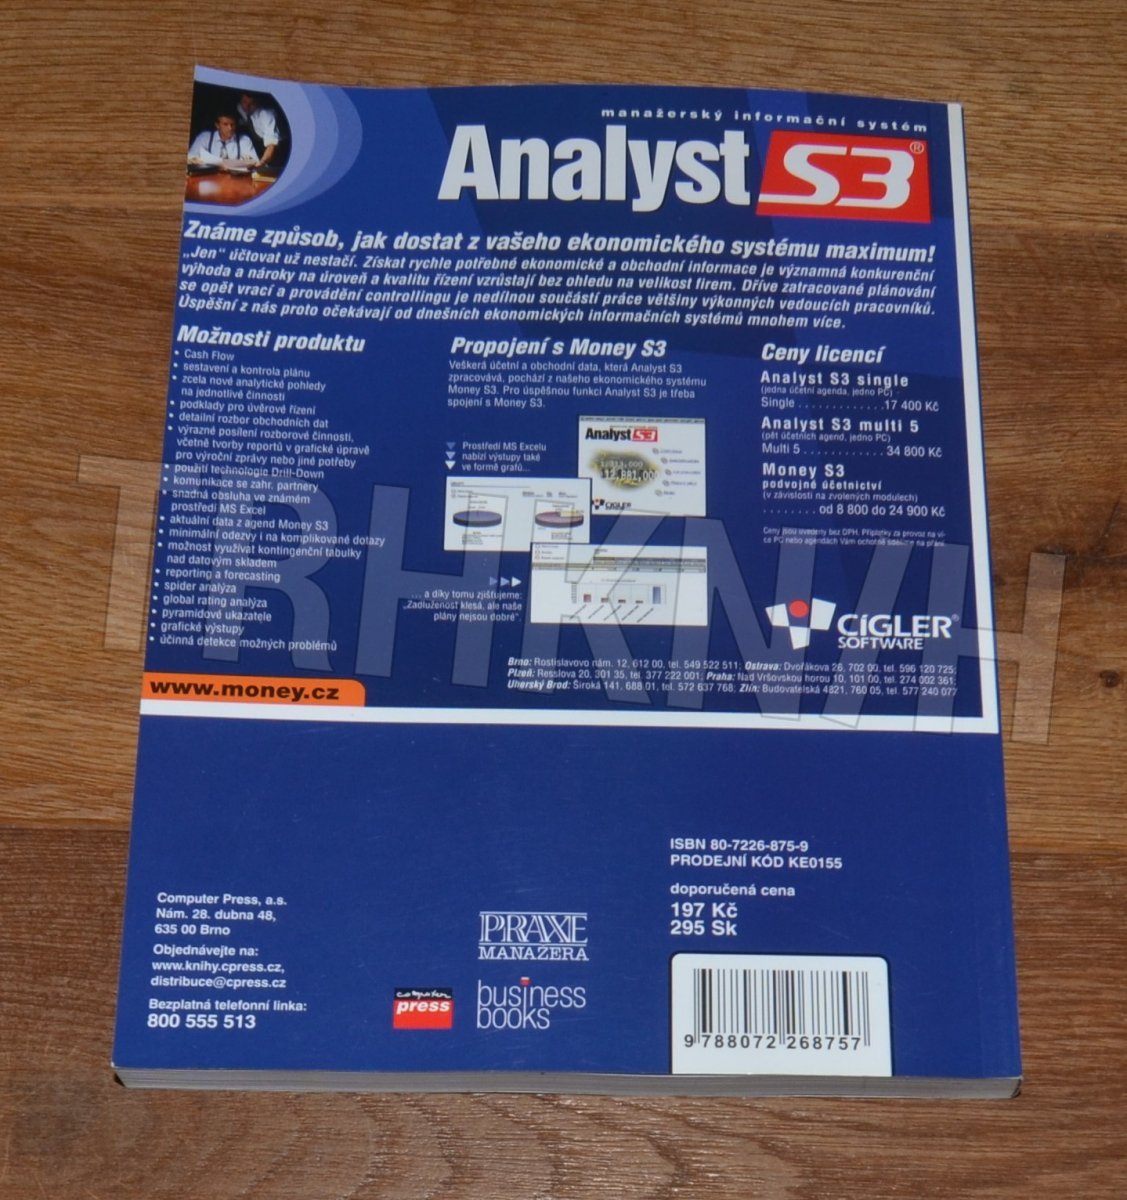 manažerský informační systém
Analyst S3®
Známe způsob, jak dostat z vašeho ekonomického systému maximum!
„Jen“ účtovat už nestačí. Získat rychle potřebné ekonomické a obchodní informace je významná konkurenční
výhoda a nároky na úroveň a kvalitu řízení vzrůstají bez ohledu na velikost firem. Dříve zatracované plánování
se opět vrací a provádění controllingu je nedílnou součástí práce většiny výkonných vedoucích pracovníků.
Úspěšní z nás proto očekávají od dnešních ekonomických informačních systémů mnohem více.
Možnosti produktu
• Cash Flow
• sestavení a kontrola plánu
• zcela nové analytické pohledy
na jednotlivé činnosti
• podklady pro úvěrové řízení
• detailní rozbor obchodních dat
• výrazné posílení rozborové činnosti,
včetně tvorby reportů v grafické úpravě
pro výroční zprávy nebo jiné potřeby
• použití technologie Drill-Down
• komunikace se zahr. partnery
• snadná obsluha ve známém
prostředí MS Excel
• aktuální data z agend Money S3
• minimální odezvy i na komplikované dotazy
• možnost využívat kontingenční tabulky
nad datovým skladem
• reporting a forecasting
• spider analýza
• global rating analýza
• pyramidové ukazatele
• grafické výstupy
• účinná detekce možných problémů
www.money.cz
Propojení s Money S3
Veškerá účetní a obchodní data, která Analyst S3
zpracovává, pochází z našeho ekonomického systému
Money S3. Pro úspěšnou funkci Analyst S3 je třeba
spojení s Money S3.
Prostředí MS Excelu
nabízí výstupy také
ve formě grafů...
Analyst S3
CÍGLER
... a díky tomu zjišťujeme:
„Zadluženost klesá, ale naše
plány nejsou dobré“.
Ceny licencí
Analyst S3 single
(jedna účetní agenda, jedno PC)
Single . . . . . . . . . . . . .17 400 Kč
Analyst S3 multi 5
(pět účetních agend, jedno PC)
Multi 5 . . . . . . . . . . . . 34 800 Kč
Money S3
podvojné účetnictví
(v závislosti na zvolených modulech)
. . . . . . . . od 8 800 do 24 900 Kč
Ceny jsou uvedeny bez DPH. Příplatky za provoz na ví-
ce PC nebo agendách Vám ochotně sdělíme na přání.
CÍGLER®
SOFTWARE
Brno: Rostislavovo nám. 12, 612 00, tel. 549 522 511; Ostrava: Dvořákova 26, 702 00, tel. 596 120 725;
Plzeň: Resslova 20, 301 35, tel. 377 222 001; Praha: Nad Vršovskou horou 10, 101 00, tel. 274 002 361;
Uherský Brod: Široká 141, 688 01, tel. 572 637 768; Zlín: Budovatelská 4821, 760 05, tel. 577 240 077
TRHKNIH
ISBN 80-7226-875-9
PRODEJNÍ KÓD KE0155
doporučená cena
197 Kč
295 Sk
Computer Press, a.s.
Nám. 28. dubna 48,
635 00 Brno
Objednávejte na:
www.knihy.cpress.cz,
distribuce@cpress.cz
Bezplatná telefonní linka:
800 555 513
computer
press
PRAXE
MANAŽERA
business
books
9 788072 268757